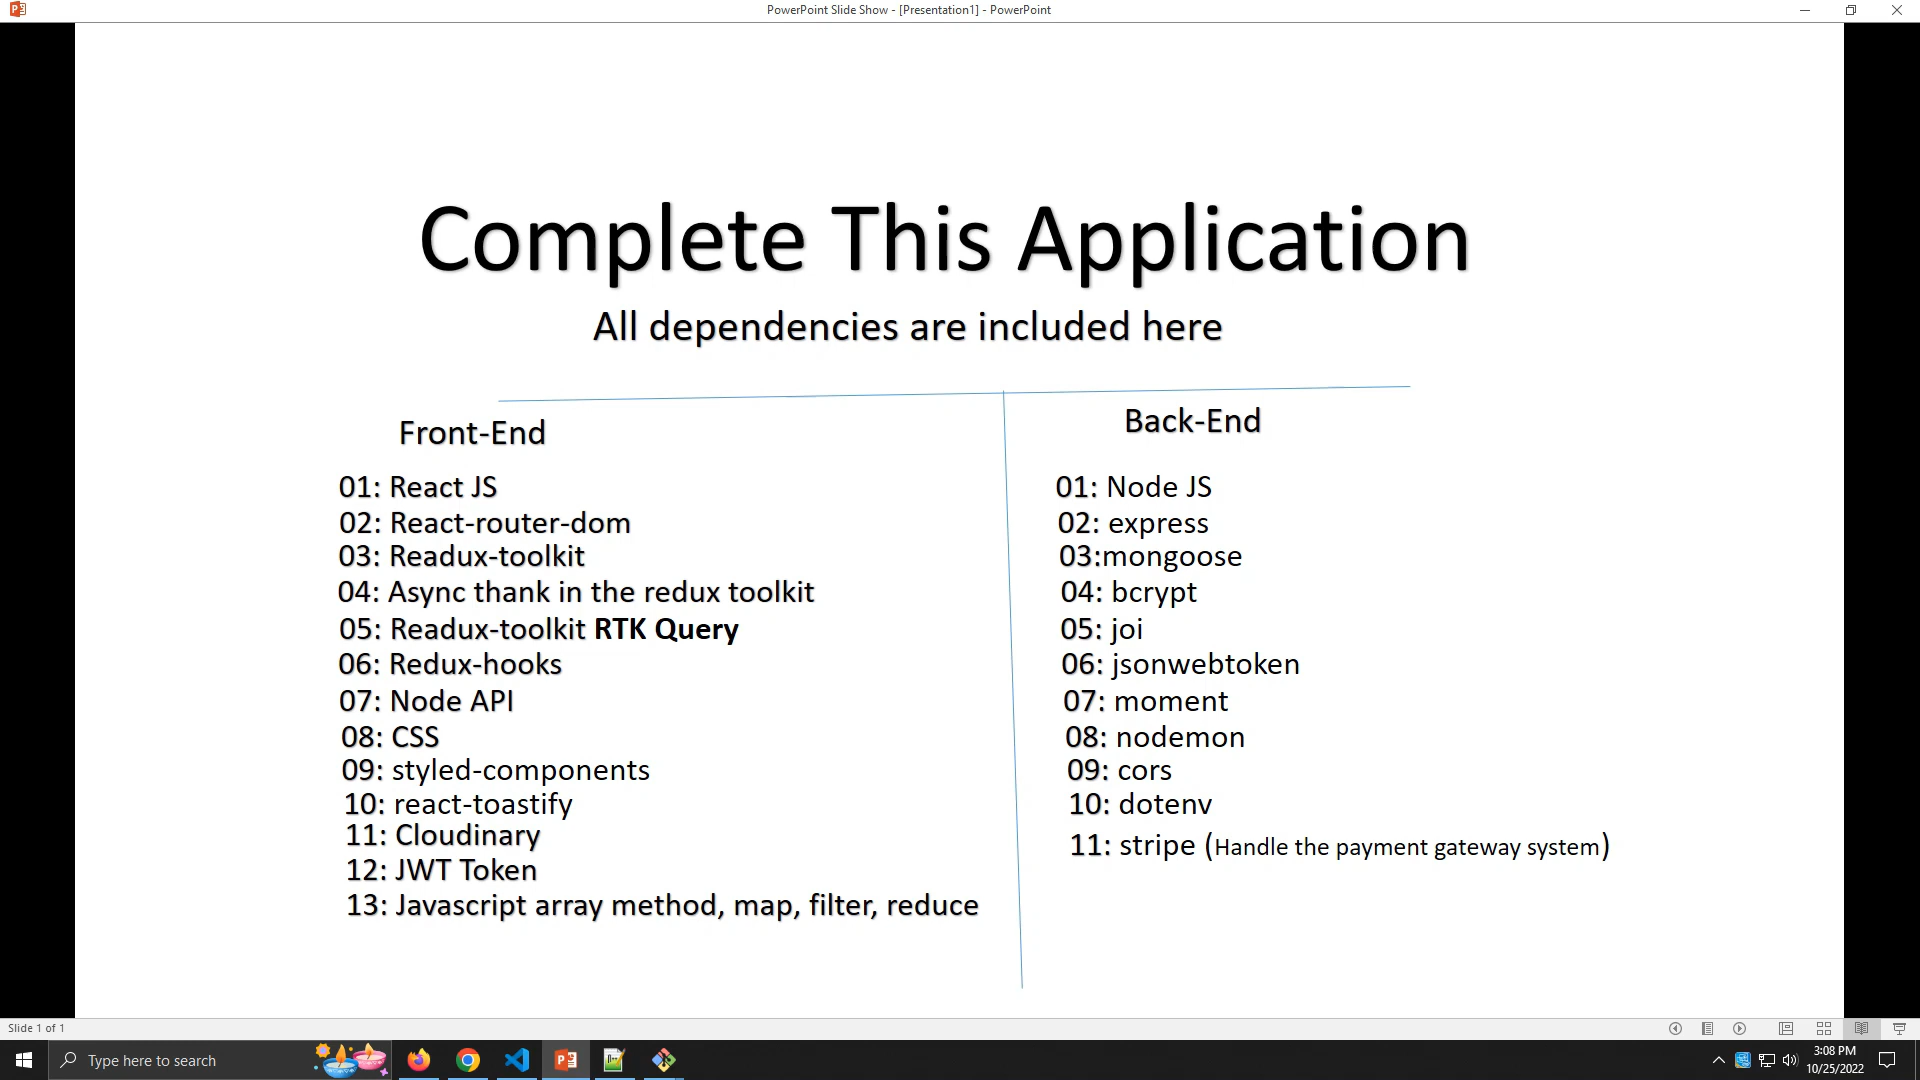 PowerPoint Slide Show - [Presentation1] - PowerPoint
Complete This Application
All dependencies are included here
Front-End
01: React JS
02: React-router-dom
03: Readux-toolkit
04: Async thank in the redux toolkit
05: Readux-toolkit RTK Query
06: Redux-hooks
07: Node API
08: CSS
09: styled-components
10: react-toastify
11: Cloudinary
12: JWT Token
13: Javascript array method, map, filter, reduce
Back-End
01: Node JS
02: express
03:mongoose
04: bcrypt
05: joi
06: jsonwebtoken
07: moment
08: nodemon
09: cors
10: dotenv
11: stripe (Handle the payment gateway system)
Slide 1 of 1
Type here to search
3:08 PM
10/25/2022